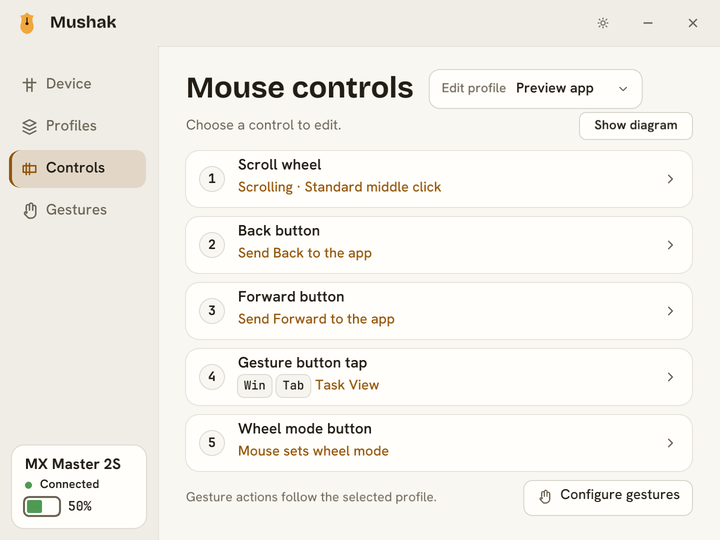 Mushak
Device
Profiles
Controls
Gestures
MX Master 2S
Connected
50%
Mouse controls
Edit profile Preview app
Choose a control to edit.
Show diagram
1
Scroll wheel
Scrolling · Standard middle click
2
Back button
Send Back to the app
3
Forward button
Send Forward to the app
4
Gesture button tap
Win Tab Task View
5
Wheel mode button
Mouse sets wheel mode
Gesture actions follow the selected profile.
Configure gestures